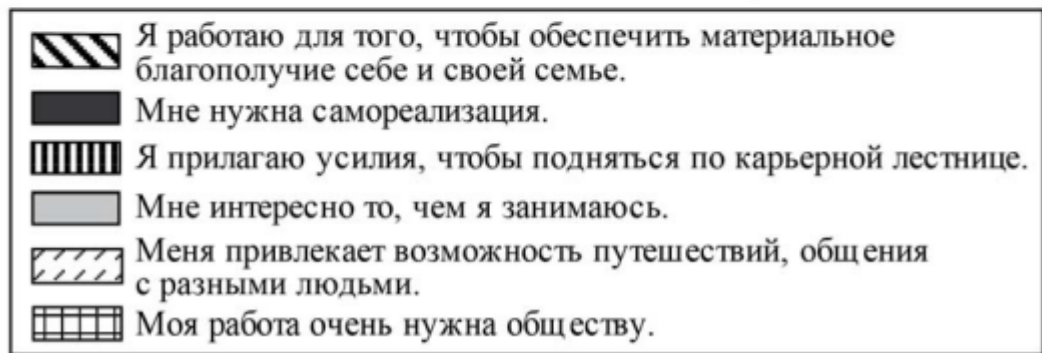 Я работаю для того, чтобы обеспечить материальное
благополучие себе и своей семье.
Мне нужна самореализация.
Я прилагаю усилия, чтобы подняться по карьерной лестнице.
Мне интересно то, чем я занимаюсь.
Меня привлекает возможность путешествий, общения
с разными людьми.
Моя работа очень нужна обществу.